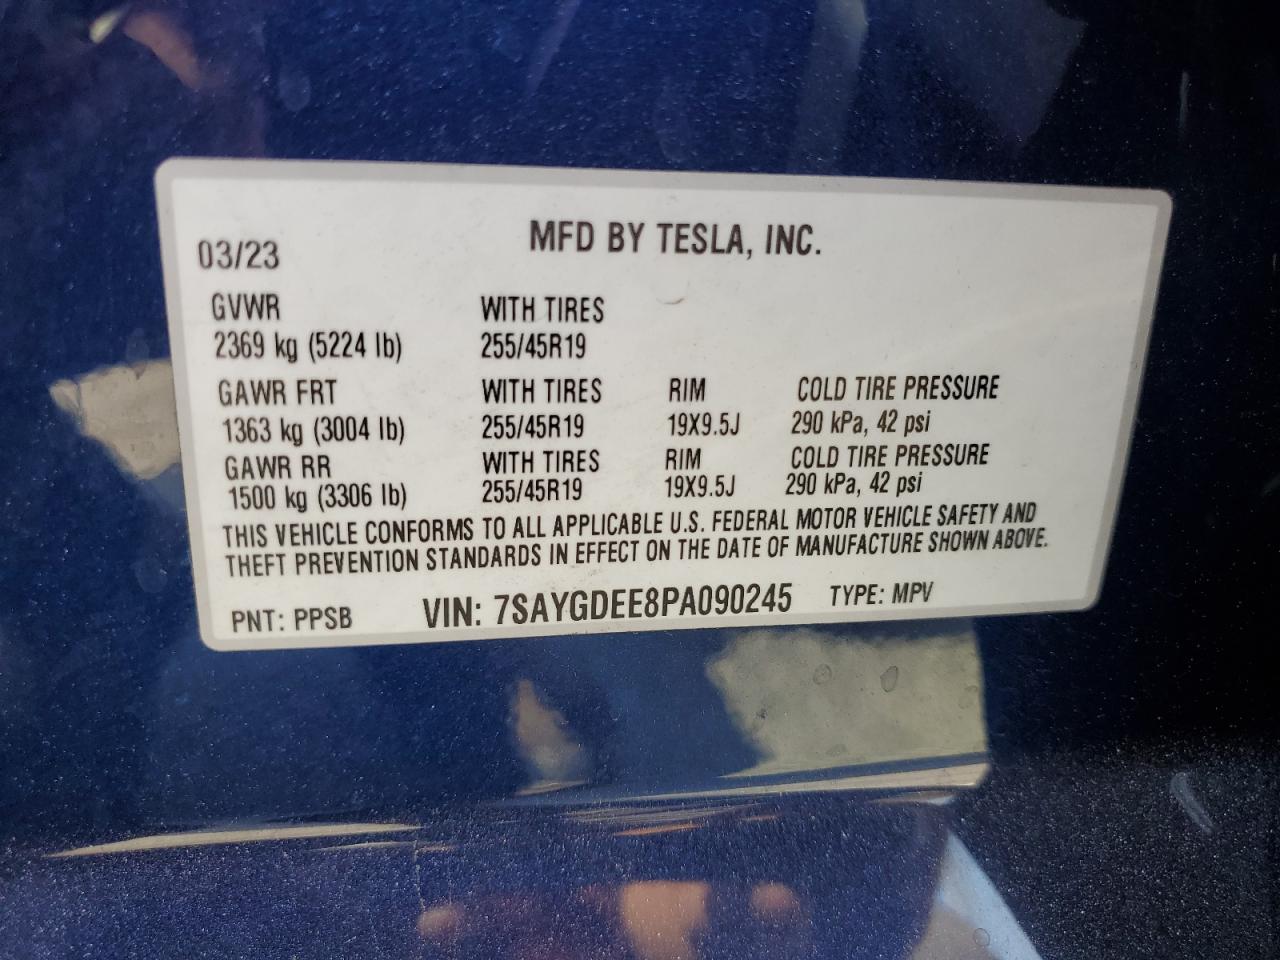 MFD BY TESLA, INC.
03/23
GVWR WITH TIRES
2369 kg (5224 lb) 255/45R19
GAWR FRT WITH TIRES RIM COLD TIRE PRESSURE
1363 kg (3004 lb) 255/45R19 19X9.5J 290 kPa, 42 psi
GAWR RR WITH TIRES RIM COLD TIRE PRESSURE
1500 kg (3306 lb) 255/45R19 19X9.5J 290 kPa, 42 psi
THIS VEHICLE CONFORMS TO ALL APPLICABLE U.S. FEDERAL MOTOR VEHICLE SAFETY AND
THEFT PREVENTION STANDARDS IN EFFECT ON THE DATE OF MANUFACTURE SHOWN ABOVE.
PNT: PPSB VIN: 7SAYGDEE8PA090245 TYPE: MPV